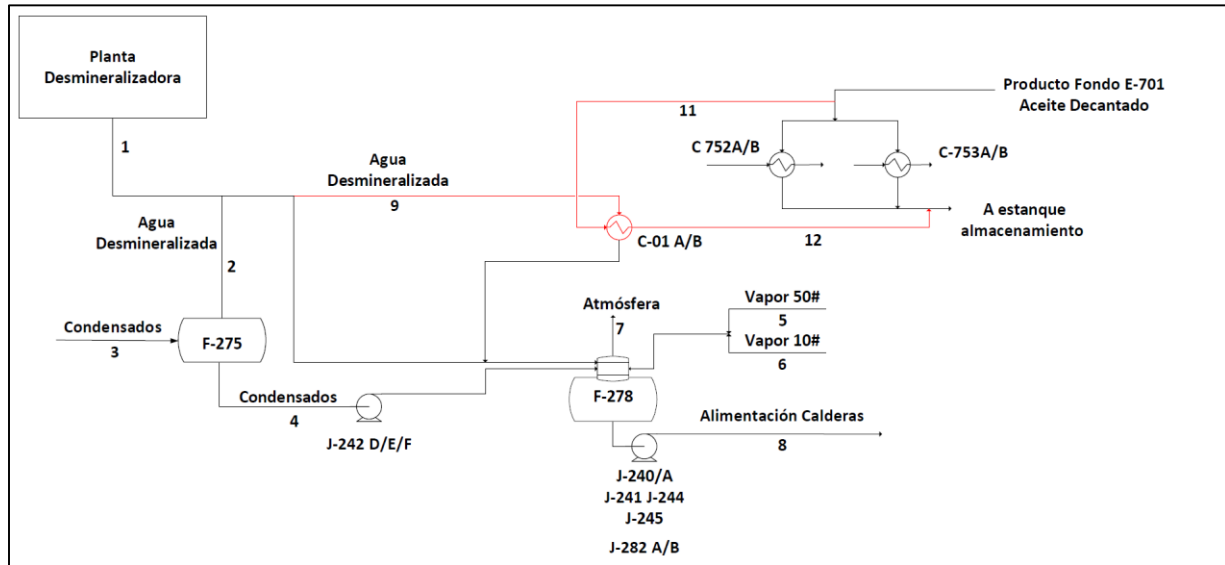 Planta
Desmineralizadora
Producto Fondo E-701
Aceite Decantado
11
1
C 752A/B
C-753A/B
Agua
Desmineralizada
9
Agua
Desmineralizada
A estanque
almacenamiento
C-01 A/B
12
2
Atmósfera
Vapor 50#
Condensados
7
5
3
F-275
Vapor 10#
6
F-278
Condensados
4
Alimentación Calderas
8
J-242 D/E/F
J-240/A
J-241 J-244
J-245
J-282 A/B